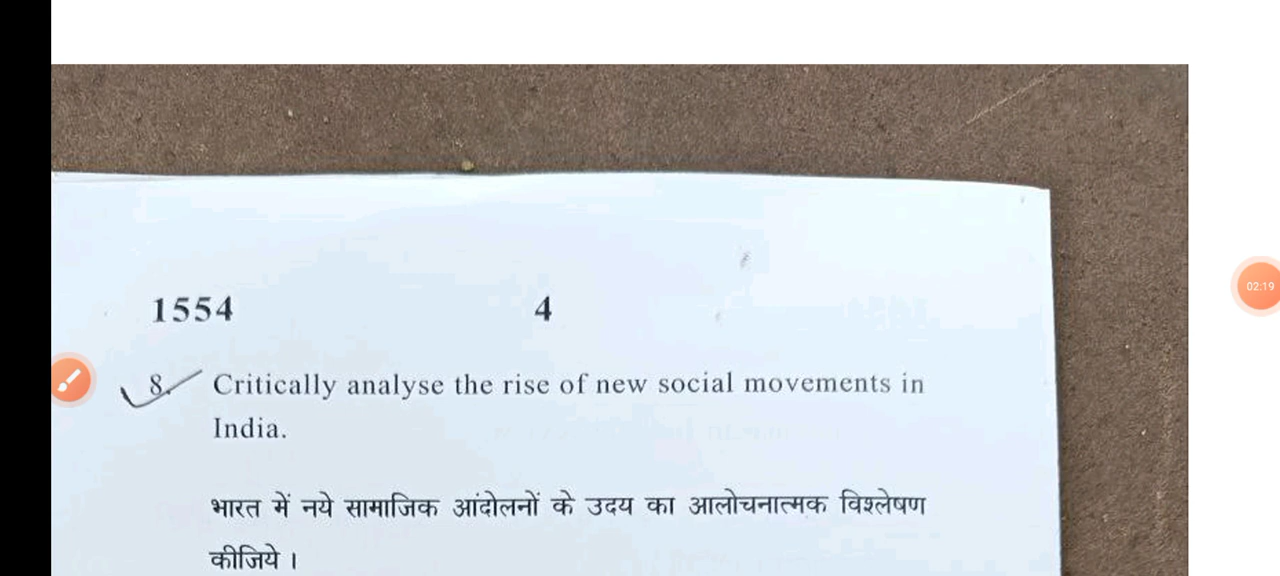 1554 4
8. Critically analyse the rise of new social movements in
India.
भारत में नये सामाजिक आंदोलनों के उदय का आलोचनात्मक विश्लेषण
कीजिये ।
02:19